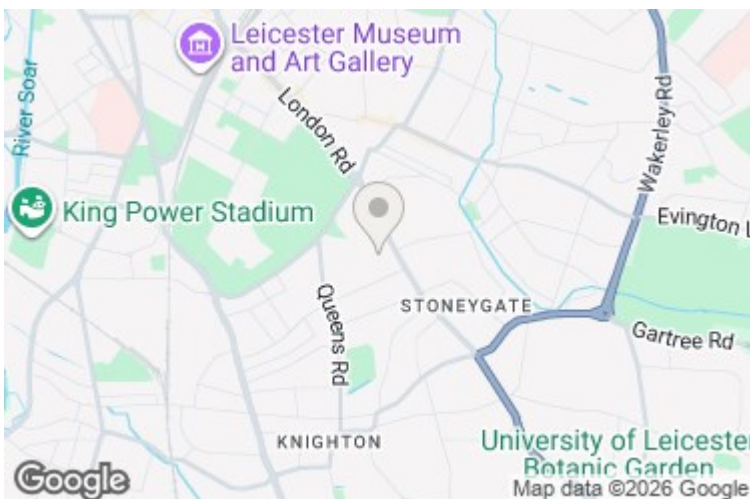 Leicester Museum
and Art Gallery
London Rd
River Soar
Wakerley Rd
King Power Stadium
Evington L
STONEYGATE
Queens Rd
Gartree Rd
KNIGHTON
University of Leicester
Botanic Garden
Google
Map data ©2026 Google